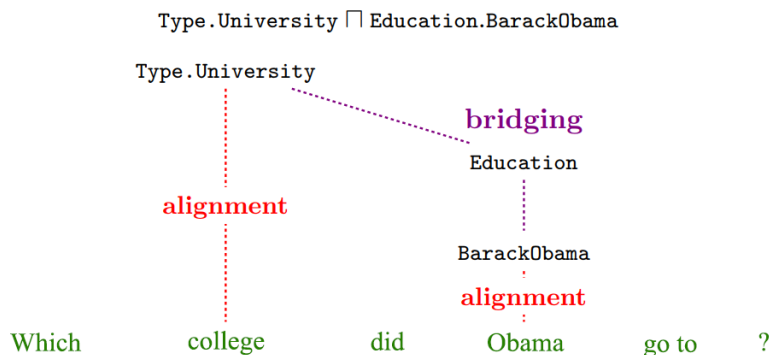 Type.University ⊓ Education.BarackObama
Type.University
bridging
Education
alignment
BarackObama
alignment
Which college did Obama go to ?